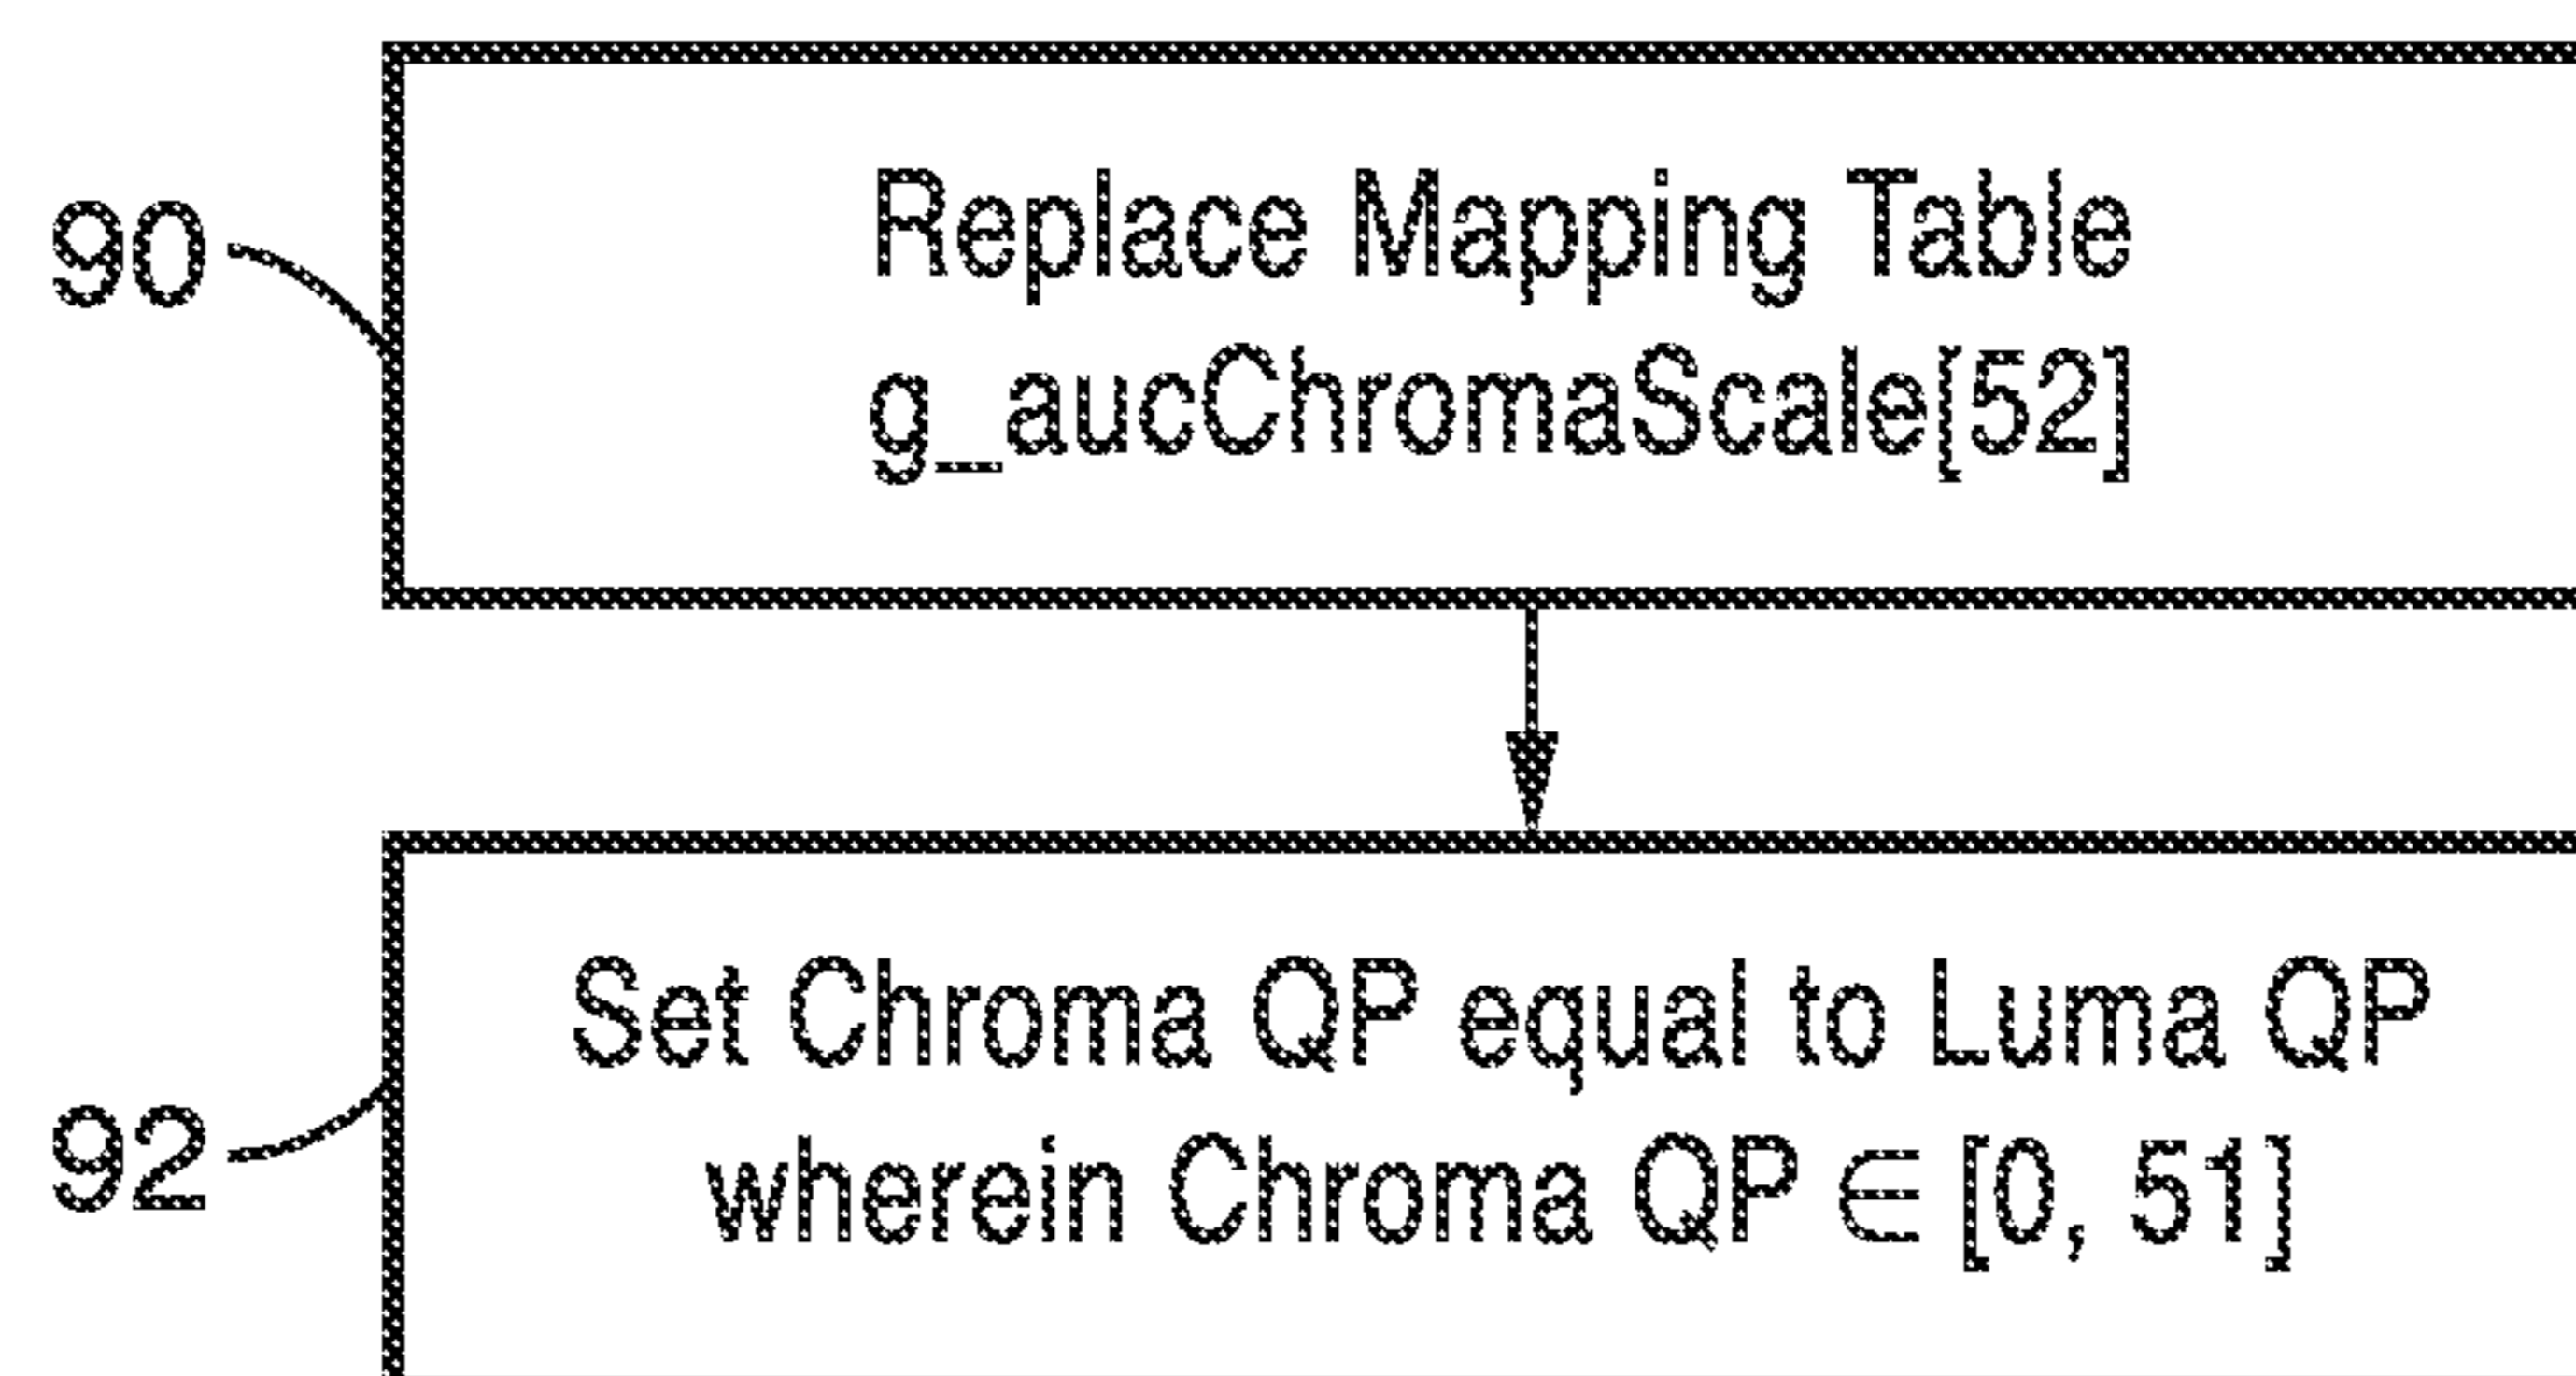 90
Replace Mapping Table
g_aucChromaScale[52]
92
Set Chroma QP equal to Luma QP
wherein Chroma QP ∈ [0, 51]